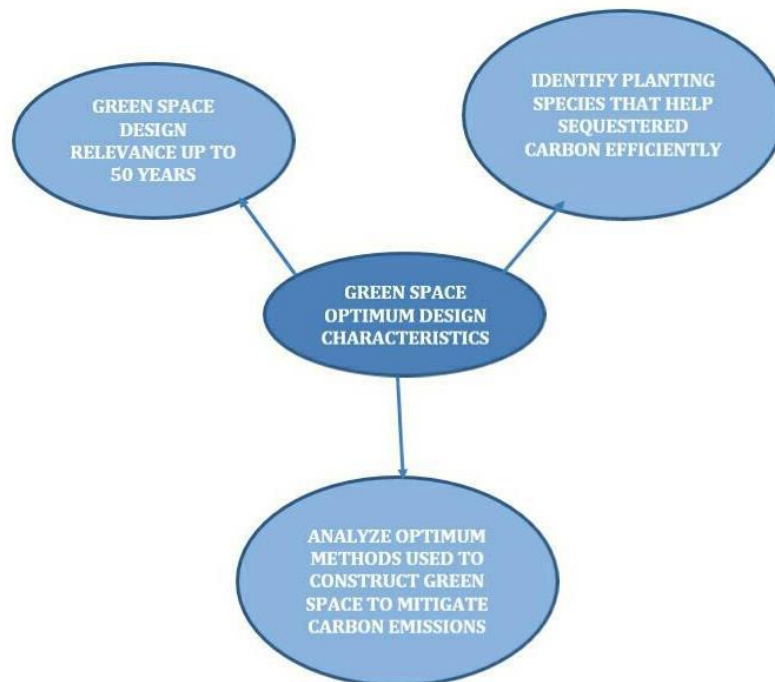 GREEN SPACE
DESIGN
RELEVANCE UP TO
50 YEARS
IDENTIFY PLANTING
SPECIES THAT HELP
SEQUESTERED
CARBON EFFICIENTLY
GREEN SPACE
OPTIMUM DESIGN
CHARACTERISTICS
ANALYZE OPTIMUM
METHODS USED TO
CONSTRUCT GREEN
SPACE TO MITIGATE
CARBON EMISSIONS